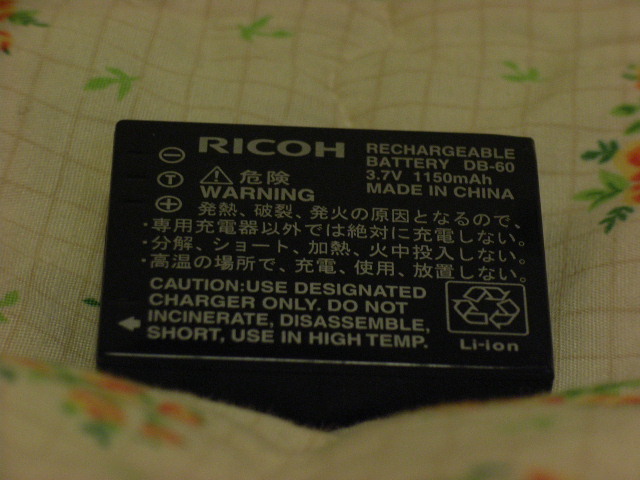 RICOH
RECHARGEABLE
BATTERY DB-60
3.7V 1150mAh
MADE IN CHINA
−
T
+
危険
WARNING
発熱、破裂、発火の原因となるので、
・専用充電器以外では絶対に充電しない。
・分解、ショート、加熱、火中投入しない。
・高温の場所で、充電、使用、放置しない。
CAUTION:USE DESIGNATED
CHARGER ONLY. DO NOT
INCINERATE, DISASSEMBLE,
SHORT, USE IN HIGH TEMP.
Li-ion